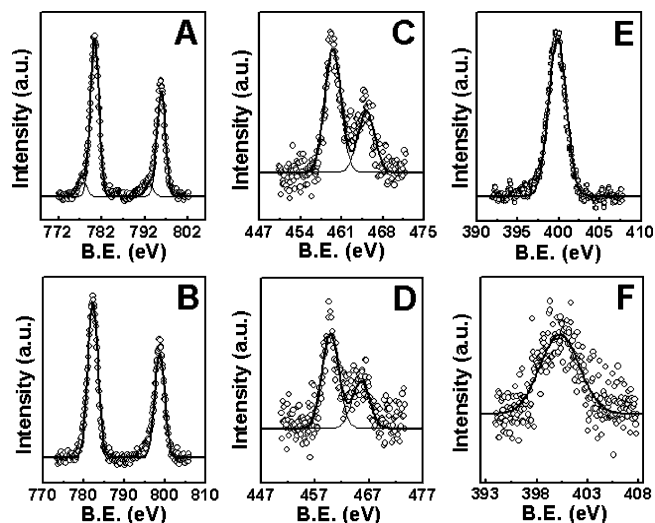 A
Intensity (a.u.)
772 782 792 802
B.E. (eV)
C
Intensity (a.u.)
447 454 461 468 475
B.E. (eV)
E
Intensity (a.u.)
390 395 400 405 410
B.E. (eV)
B
Intensity (a.u.)
770 780 790 800 810
B.E. (eV)
D
Intensity (a.u.)
447 457 467 477
B.E. (eV)
F
Intensity (a.u.)
393 398 403 408
B.E. (eV)